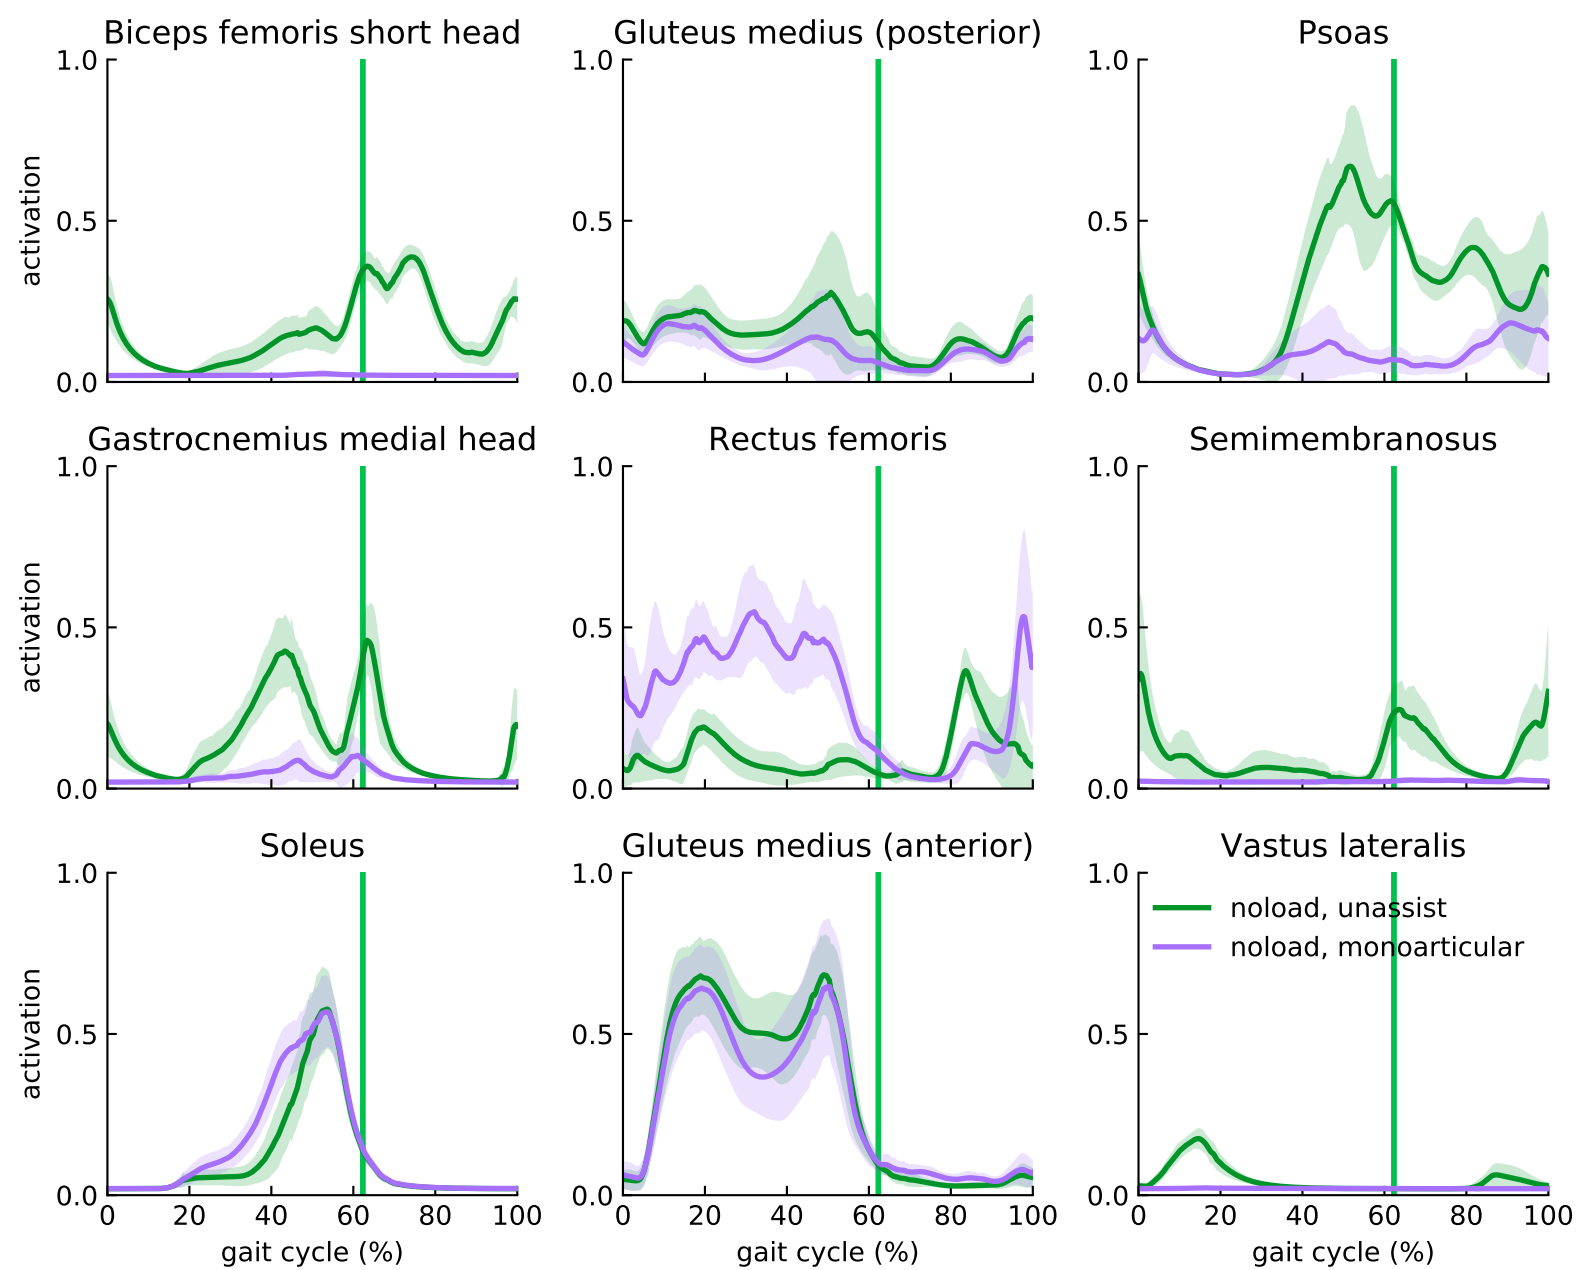 Biceps femoris short head
Gluteus medius (posterior)
Psoas
1.0
0.5
0.0
activation
1.0
0.5
0.0
1.0
0.5
0.0
Gastrocnemius medial head
Rectus femoris
Semimembranosus
1.0
0.5
0.0
activation
1.0
0.5
0.0
1.0
0.5
0.0
Soleus
Gluteus medius (anterior)
Vastus lateralis
1.0
0.5
0.0
activation
0 20 40 60 80 100
gait cycle (%)
1.0
0.5
0.0
0 20 40 60 80 100
gait cycle (%)
1.0
0.5
0.0
noload, unassist
noload, monoarticular
0 20 40 60 80 100
gait cycle (%)